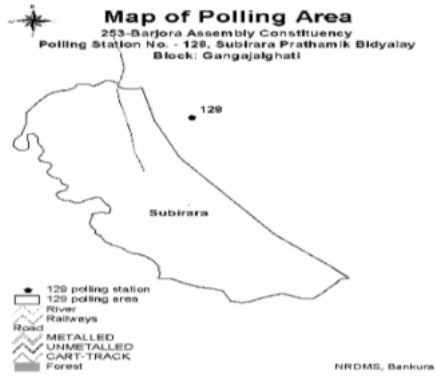 Map of Polling Area
253-Barjora Assembly Constituency
Polling Station No. - 129, Subirara Prathamik Bidyalay
Block: Gangajalghati
129
Subirara
129 polling station
129 polling area
River
Railways
Road
METALLED
UNMETALLED
CART-TRACK
Forest
NRDMS, Bankura